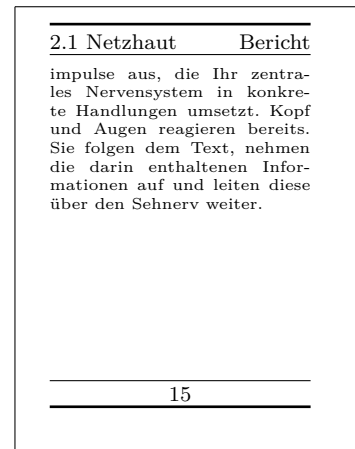 2.1 Netzhaut Bericht
impulse aus, die Ihr zentra-
les Nervensystem in konkre-
te Handlungen umsetzt. Kopf
und Augen reagieren bereits.
Sie folgen dem Text, nehmen
die darin enthaltenen Infor-
mationen auf und leiten diese
über den Sehnerv weiter.
15